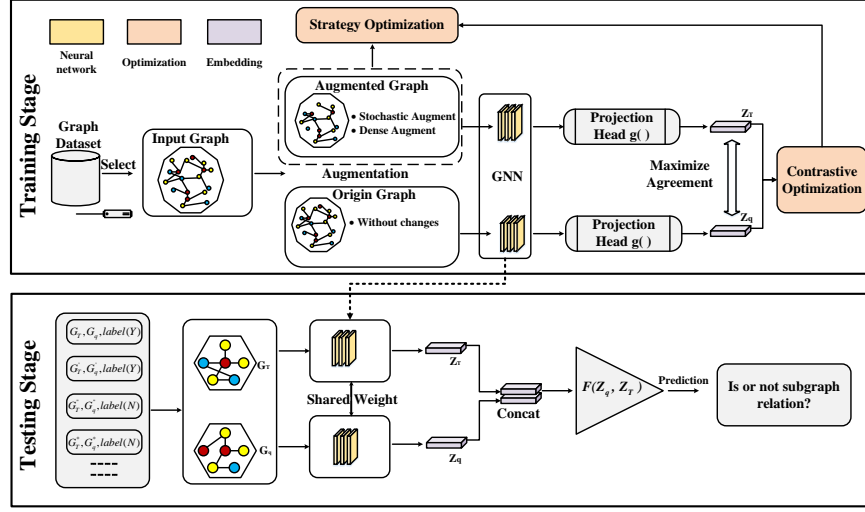 Training Stage
Neural
network
Optimization
Embedding
Strategy Optimization
Graph
Dataset
Select
Input Graph
Augmented Graph
• Stochastic Augment
• Dense Augment
Augmentation
Origin Graph
• Without changes
GNN
Projection
Head g( )
Projection
Head g( )
Z_T
Maximize
Agreement
Z_q
Contrastive
Optimization
Testing Stage
G_T, G_q, label(Y)
G_T, G_q, label(Y)
G_T, G_q, label(N)
G_T, G_q, label(N)
G_T
G_q
Shared Weight
Z_T
Z_q
Concat
F(Z_q, Z_T)
Prediction
Is or not subgraph
relation?